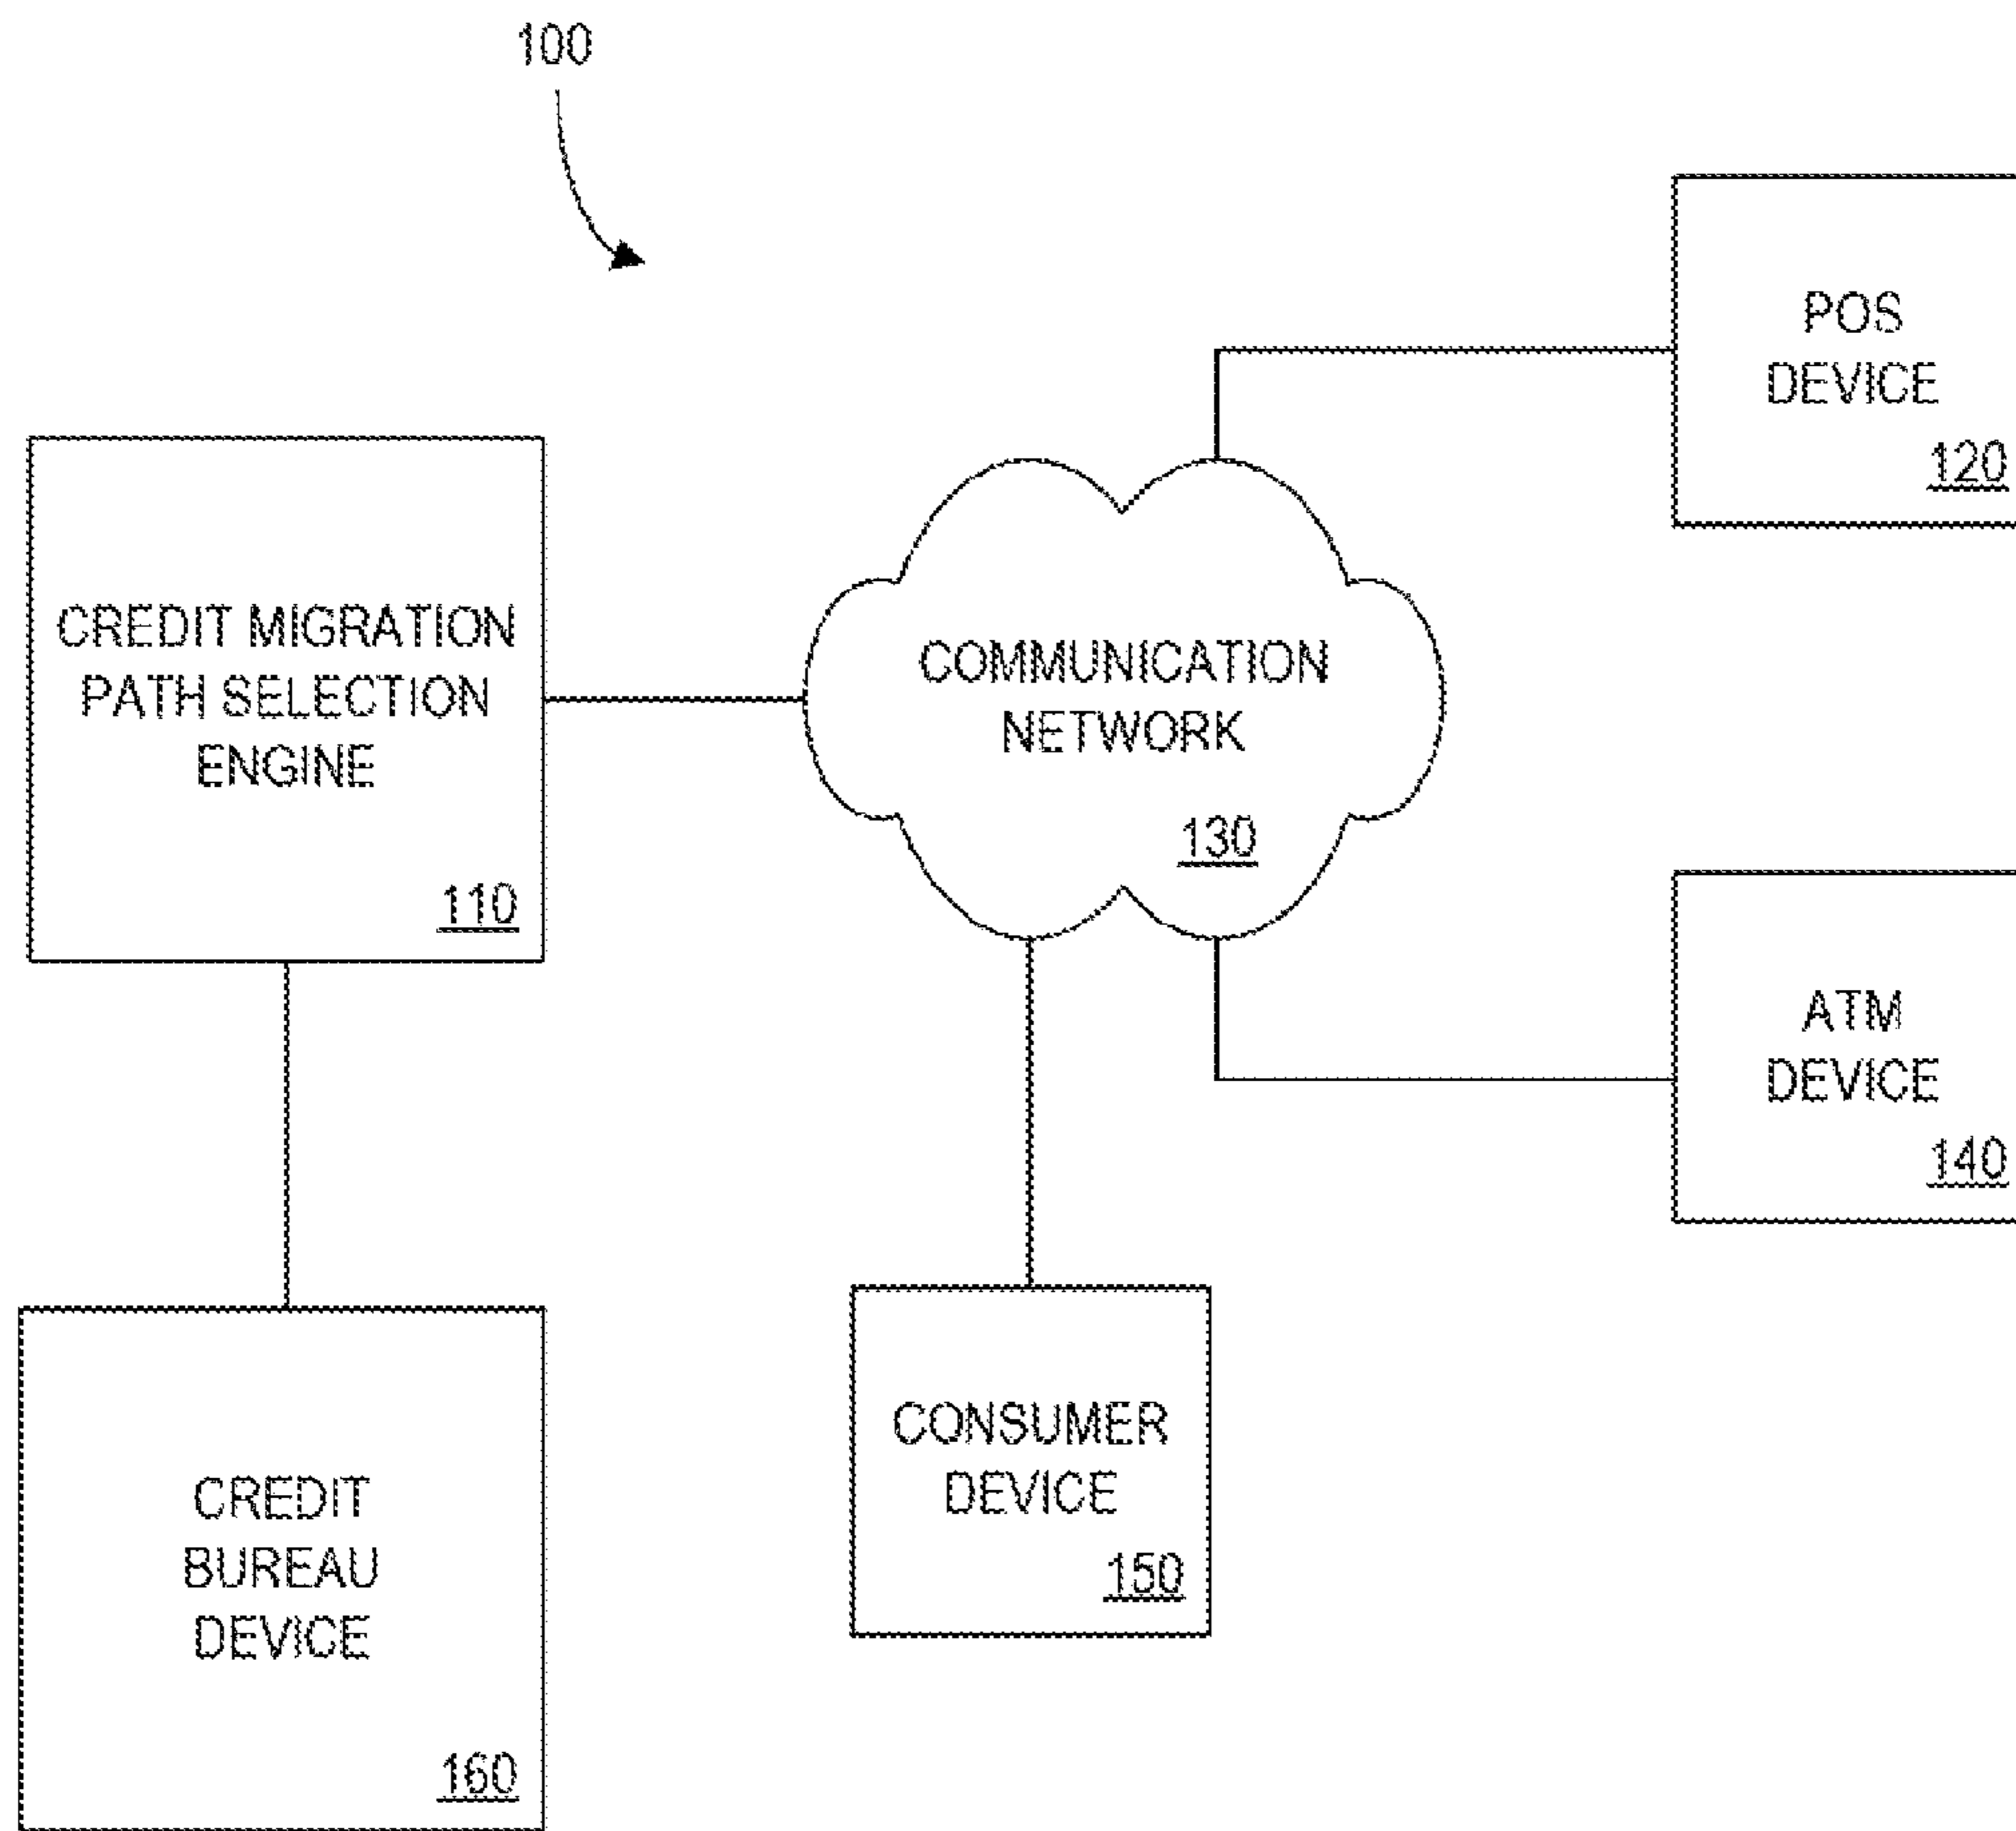 100
POS
DEVICE
120
CREDIT MIGRATION
PATH SELECTION
ENGINE
110
COMMUNICATION
NETWORK
130
ATM
DEVICE
140
CONSUMER
DEVICE
150
CREDIT
BUREAU
DEVICE
160